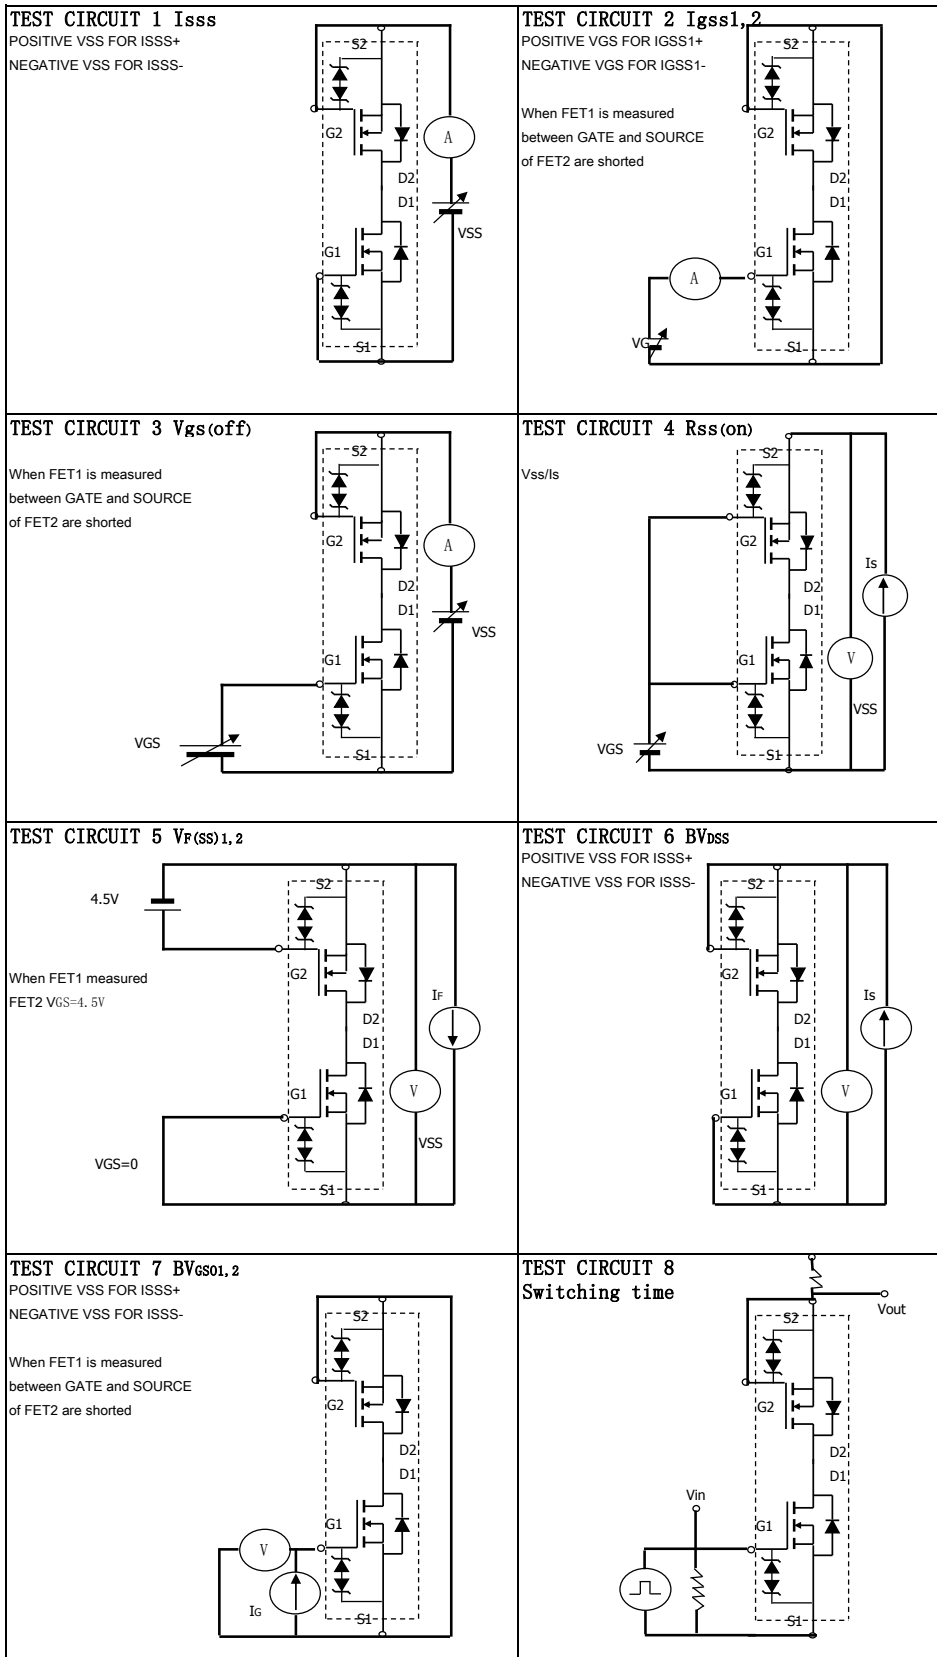 TEST CIRCUIT 1 Isss
POSITIVE VSS FOR ISSS+
NEGATIVE VSS FOR ISSS-
S2
G2
A
D2
D1
VSS
G1
S1
TEST CIRCUIT 2 Igss1,2
POSITIVE VGS FOR IGSS1+
NEGATIVE VGS FOR IGSS1-
When FET1 is measured
between GATE and SOURCE
of FET2 are shorted
S2
G2
D2
D1
G1
A
VG
S1
TEST CIRCUIT 3 Vgs(off)
When FET1 is measured
between GATE and SOURCE
of FET2 are shorted
S2
G2
A
D2
D1
VSS
G1
VGS
S1
TEST CIRCUIT 4 Rss(on)
Vss/Is
S2
G2
Is
D2
D1
G1
V
VSS
VGS
S1
TEST CIRCUIT 5 VF(SS)1,2
4.5V
When FET1 measured
FET2 VGS=4.5V
S2
G2
IF
D2
D1
G1
V
VSS
VGS=0
S1
TEST CIRCUIT 6 BVDSS
POSITIVE VSS FOR ISSS+
NEGATIVE VSS FOR ISSS-
S2
G2
Is
D2
D1
G1
V
S1
TEST CIRCUIT 7 BVGSO1,2
POSITIVE VSS FOR ISSS+
NEGATIVE VSS FOR ISSS-
When FET1 is measured
between GATE and SOURCE
of FET2 are shorted
S2
G2
D2
D1
G1
V
IG
S1
TEST CIRCUIT 8
Switching time
Vout
S2
G2
D2
D1
Vin
G1
S1